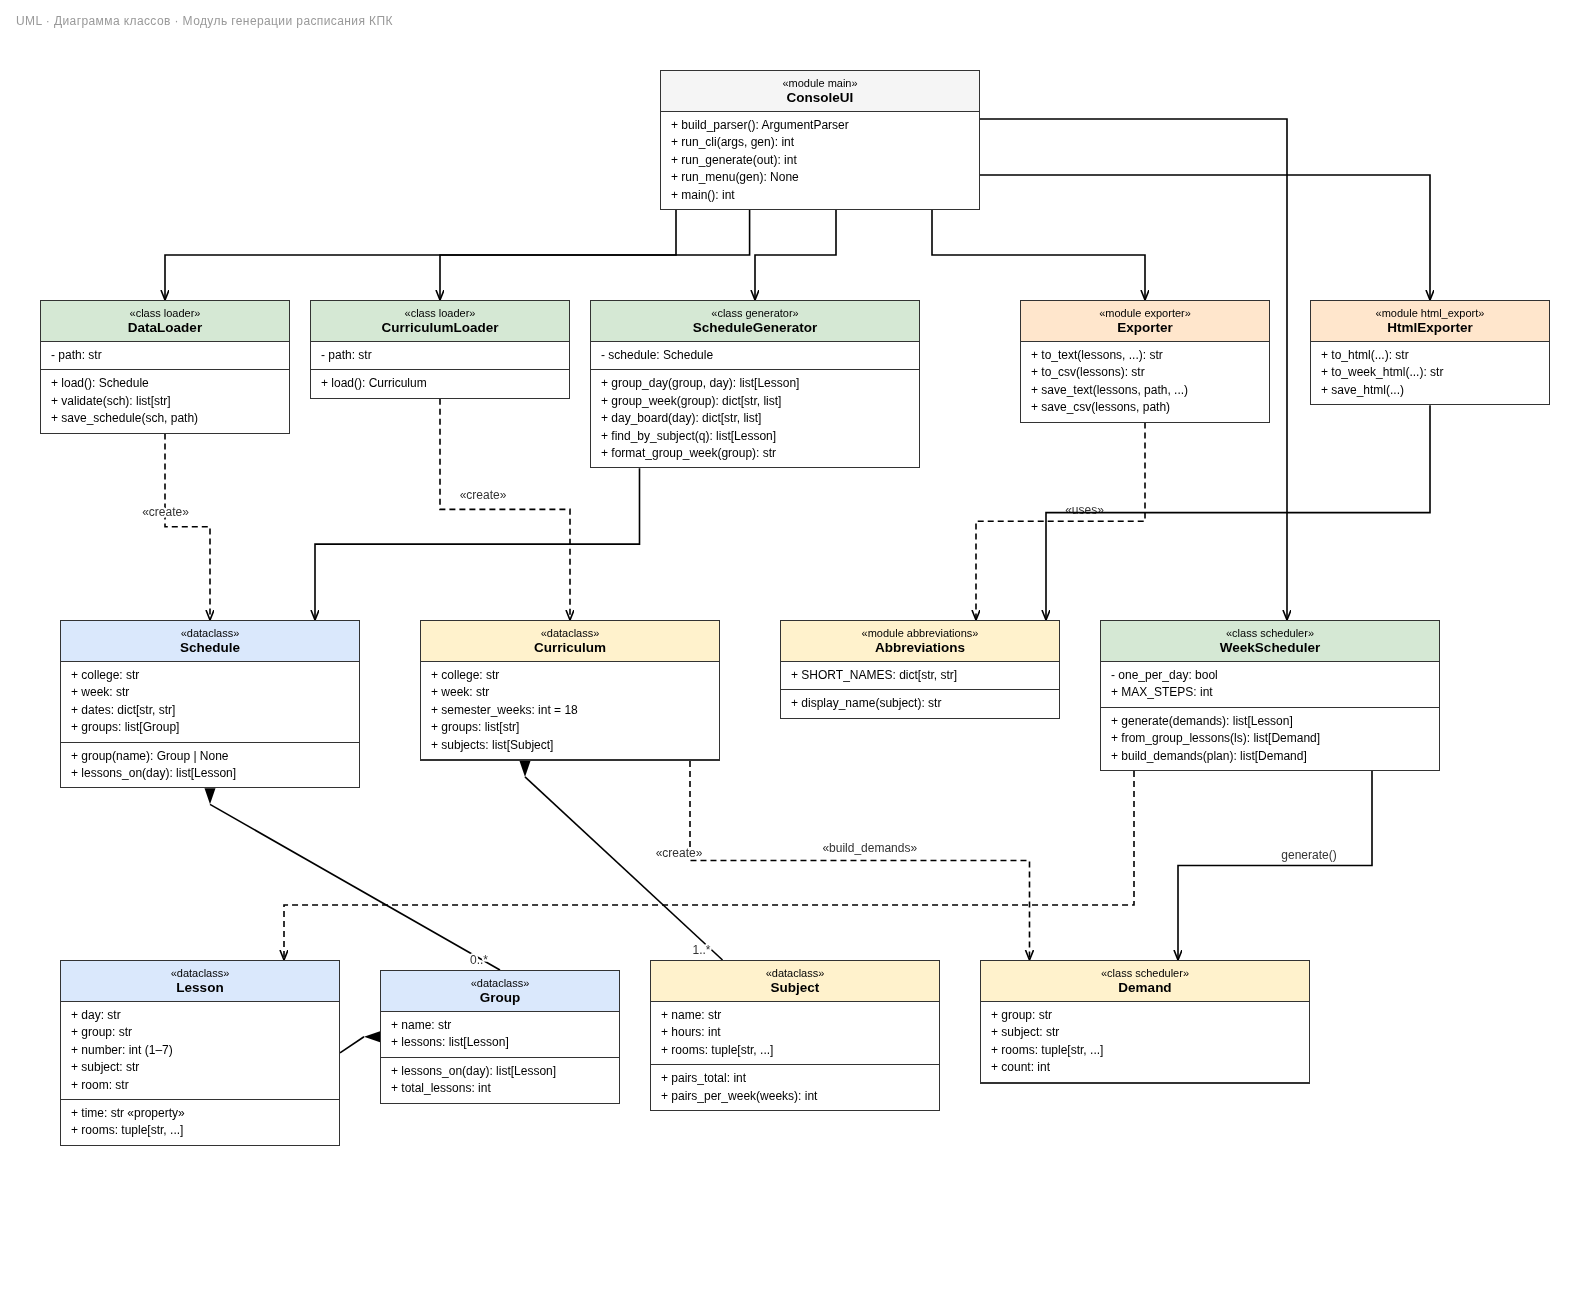 UML · Диаграмма классов · Модуль генерации расписания КПК
«module main»
ConsoleUI
+ build_parser(): ArgumentParser
+ run_cli(args, gen): int
+ run_generate(out): int
+ run_menu(gen): None
+ main(): int
«class loader»
DataLoader
- path: str
+ load(): Schedule
+ validate(sch): list[str]
+ save_schedule(sch, path)
«class loader»
CurriculumLoader
- path: str
+ load(): Curriculum
«class generator»
ScheduleGenerator
- schedule: Schedule
+ group_day(group, day): list[Lesson]
+ group_week(group): dict[str, list]
+ day_board(day): dict[str, list]
+ find_by_subject(q): list[Lesson]
+ format_group_week(group): str
«module exporter»
Exporter
+ to_text(lessons, ...): str
+ to_csv(lessons): str
+ save_text(lessons, path, ...)
+ save_csv(lessons, path)
«module html_export»
HtmlExporter
+ to_html(...): str
+ to_week_html(...): str
+ save_html(...)
«create»
«create»
«uses»
«dataclass»
Schedule
+ college: str
+ week: str
+ dates: dict[str, str]
+ groups: list[Group]
+ group(name): Group | None
+ lessons_on(day): list[Lesson]
«dataclass»
Curriculum
+ college: str
+ week: str
+ semester_weeks: int = 18
+ groups: list[str]
+ subjects: list[Subject]
«module abbreviations»
Abbreviations
+ SHORT_NAMES: dict[str, str]
+ display_name(subject): str
«class scheduler»
WeekScheduler
- one_per_day: bool
+ MAX_STEPS: int
+ generate(demands): list[Lesson]
+ from_group_lessons(ls): list[Demand]
+ build_demands(plan): list[Demand]
«create»
«build_demands»
generate()
0..*
1..*
«dataclass»
Lesson
+ day: str
+ group: str
+ number: int (1–7)
+ subject: str
+ room: str
+ time: str «property»
+ rooms: tuple[str, ...]
«dataclass»
Group
+ name: str
+ lessons: list[Lesson]
+ lessons_on(day): list[Lesson]
+ total_lessons: int
«dataclass»
Subject
+ name: str
+ hours: int
+ rooms: tuple[str, ...]
+ pairs_total: int
+ pairs_per_week(weeks): int
«class scheduler»
Demand
+ group: str
+ subject: str
+ rooms: tuple[str, ...]
+ count: int